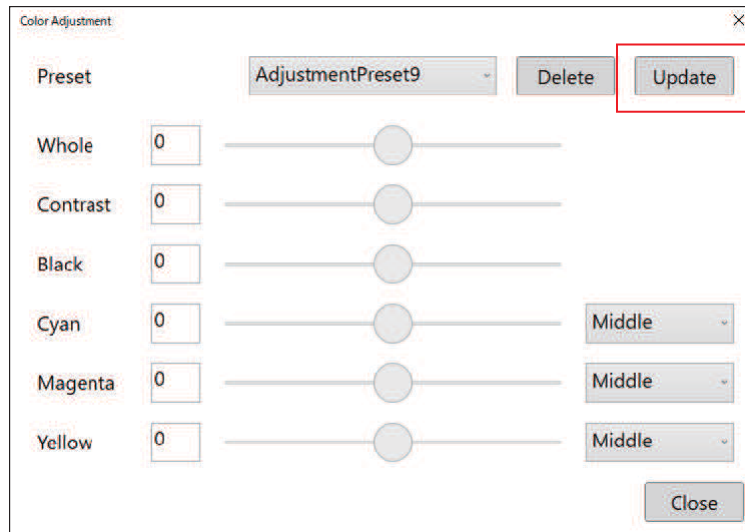 Color Adjustment
Preset AdjustmentPreset9 Delete Update
Whole 0
Contrast 0
Black 0
Cyan 0 Middle
Magenta 0 Middle
Yellow 0 Middle
Close